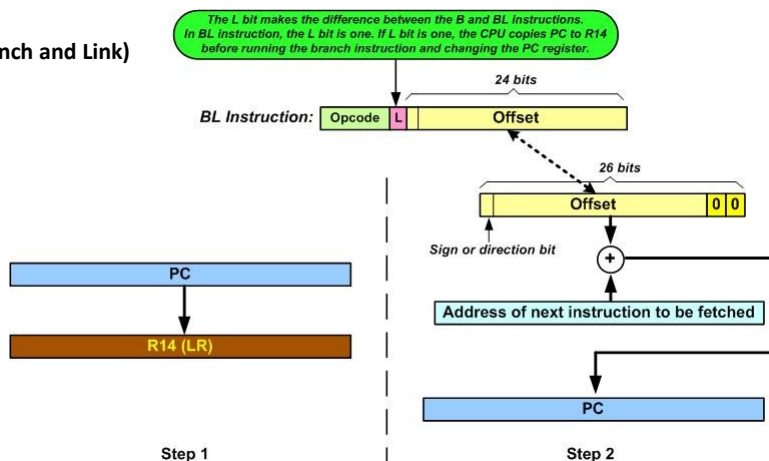 The L bit makes the difference between the B and BL instructions.
In BL instruction, the L bit is one. If L bit is one, the CPU copies PC to R14
before running the branch instruction and changing the PC register.
and Link)
24 bits
BL Instruction: Opcode L Offset
26 bits
Offset 0 0
Sign or direction bit
+
PC
Address of next instruction to be fetched
R14 (LR)
PC
Step 1 Step 2